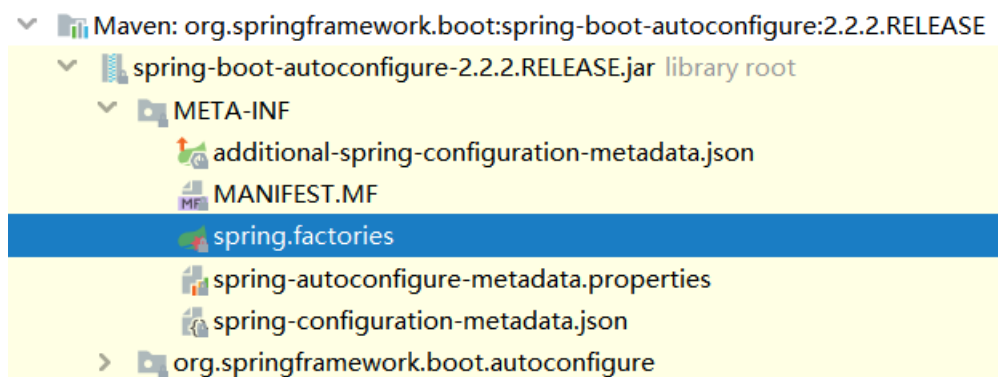 Maven: org.springframework.boot:spring-boot-autoconfigure:2.2.2.RELEASE
spring-boot-autoconfigure-2.2.2.RELEASE.jar library root
META-INF
additional-spring-configuration-metadata.json
MANIFEST.MF
spring.factories
spring-autoconfigure-metadata.properties
spring-configuration-metadata.json
org.springframework.boot.autoconfigure